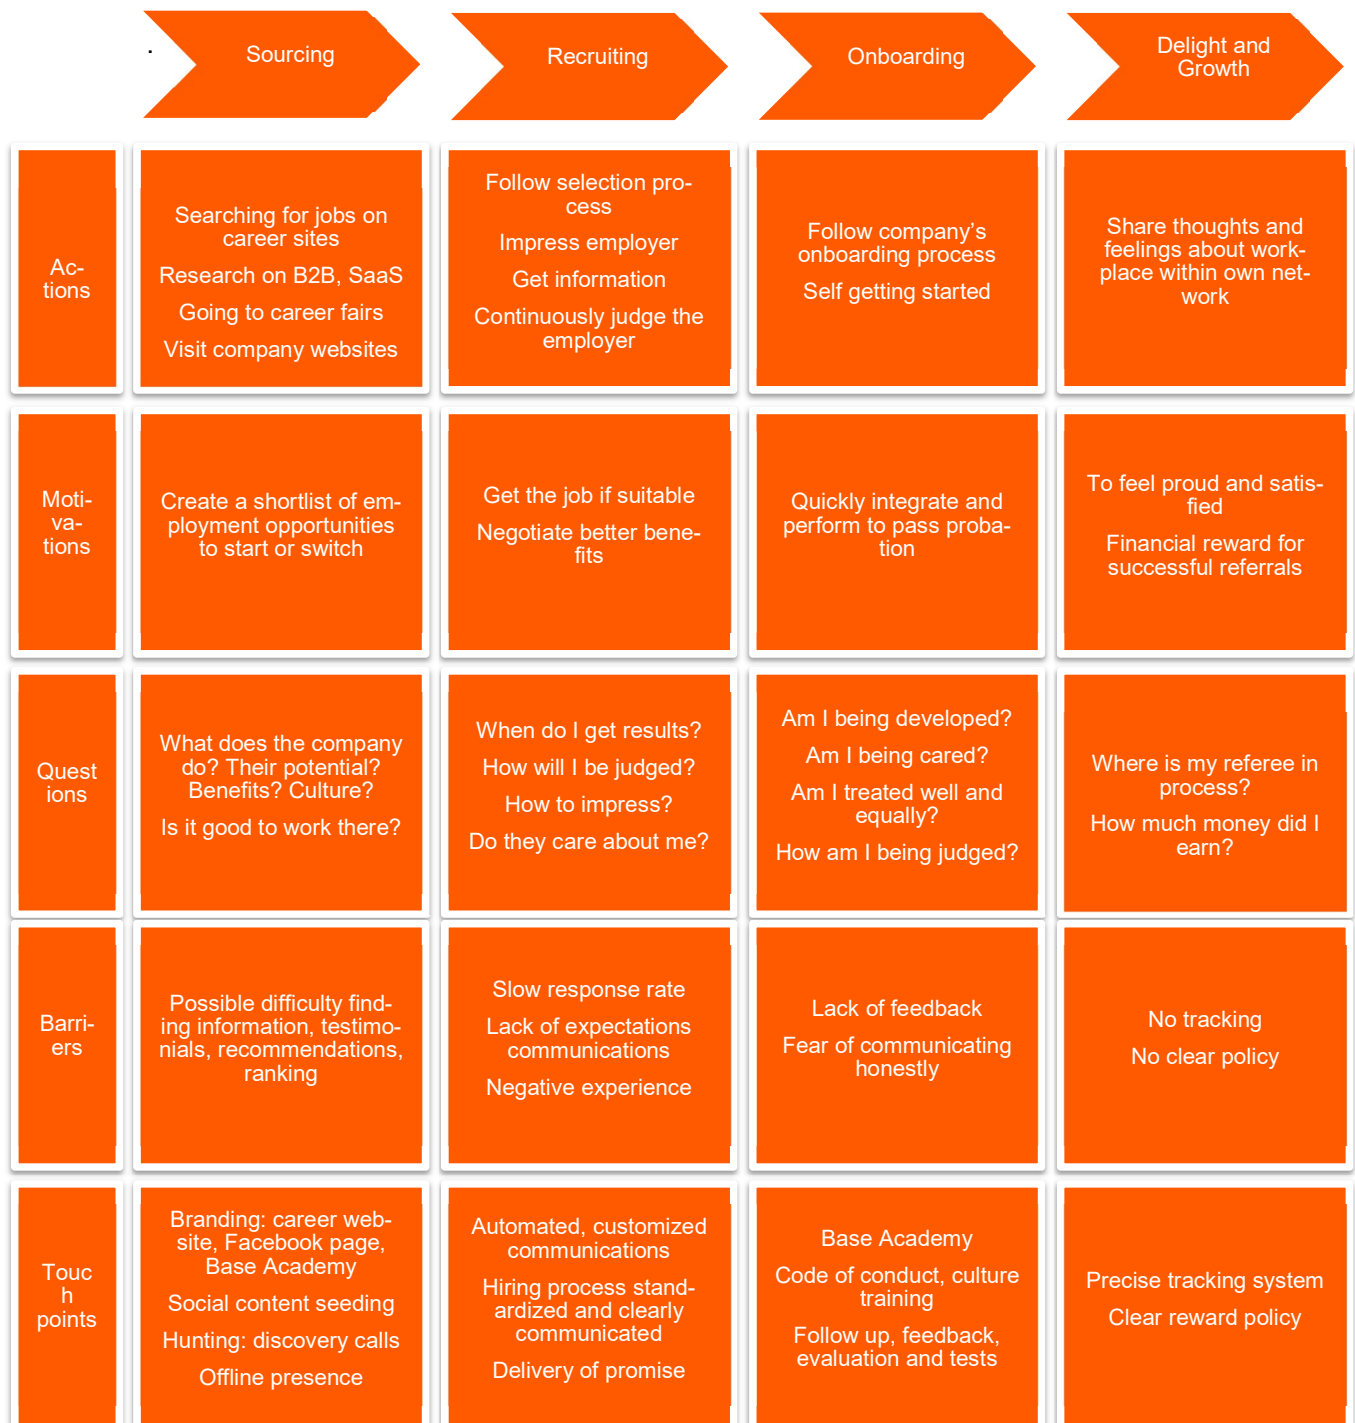 .
Sourcing
Recruiting
Onboarding
Delight and
Growth
Ac-
tions
Searching for jobs on
career sites
Research on B2B, SaaS
Going to career fairs
Visit company websites
Follow selection pro-
cess
Impress employer
Get information
Continuously judge the
employer
Follow company’s
onboarding process
Self getting started
Share thoughts and
feelings about work-
place within own net-
work
Moti-
va-
tions
Create a shortlist of em-
ployment opportunities
to start or switch
Get the job if suitable
Negotiate better bene-
fits
Quickly integrate and
perform to pass proba-
tion
To feel proud and satis-
fied
Financial reward for
successful referrals
Quest
ions
What does the company
do? Their potential?
Benefits? Culture?
Is it good to work there?
When do I get results?
How will I be judged?
How to impress?
Do they care about me?
Am I being developed?
Am I being cared?
Am I treated well and
equally?
How am I being judged?
Where is my referee in
process?
How much money did I
earn?
Barri-
ers
Possible difficulty find-
ing information, testimo-
nials, recommendations,
ranking
Slow response rate
Lack of expectations
communications
Negative experience
Lack of feedback
Fear of communicating
honestly
No tracking
No clear policy
Touc
h
points
Branding: career web-
site, Facebook page,
Base Academy
Social content seeding
Hunting: discovery calls
Offline presence
Automated, customized
communications
Hiring process stand-
ardized and clearly
communicated
Delivery of promise
Base Academy
Code of conduct, culture
training
Follow up, feedback,
evaluation and tests
Precise tracking system
Clear reward policy